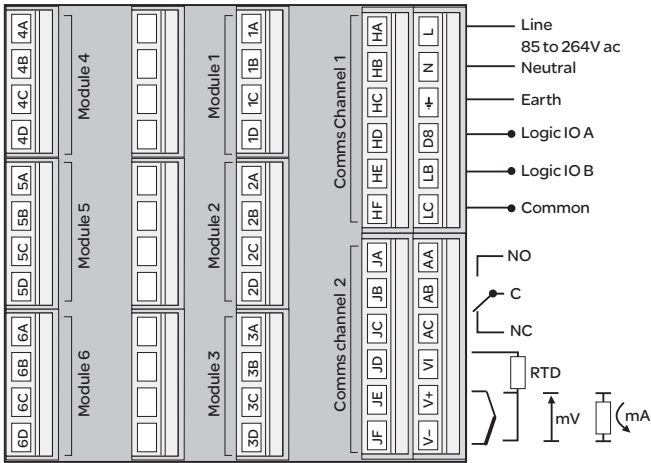 4A
4B
4C
4D
Module 4
5A
5B
5C
5D
Module 5
6A
6B
6C
6D
Module 6
Module 1
1A
1B
1C
1D
Module 2
2A
2B
2C
2D
Module 3
3A
3B
3C
3D
Comms Channel 1
HA
HB
HC
HD
HE
HF
Comms channel 2
JA
JB
JC
JD
JE
JF
L
N
D8
LB
LC
AA
AB
AC
VI
V+
V−
Line
85 to 264V ac
Neutral
Earth
Logic IO A
Logic IO B
Common
NO
C
NC
RTD
mV
mA